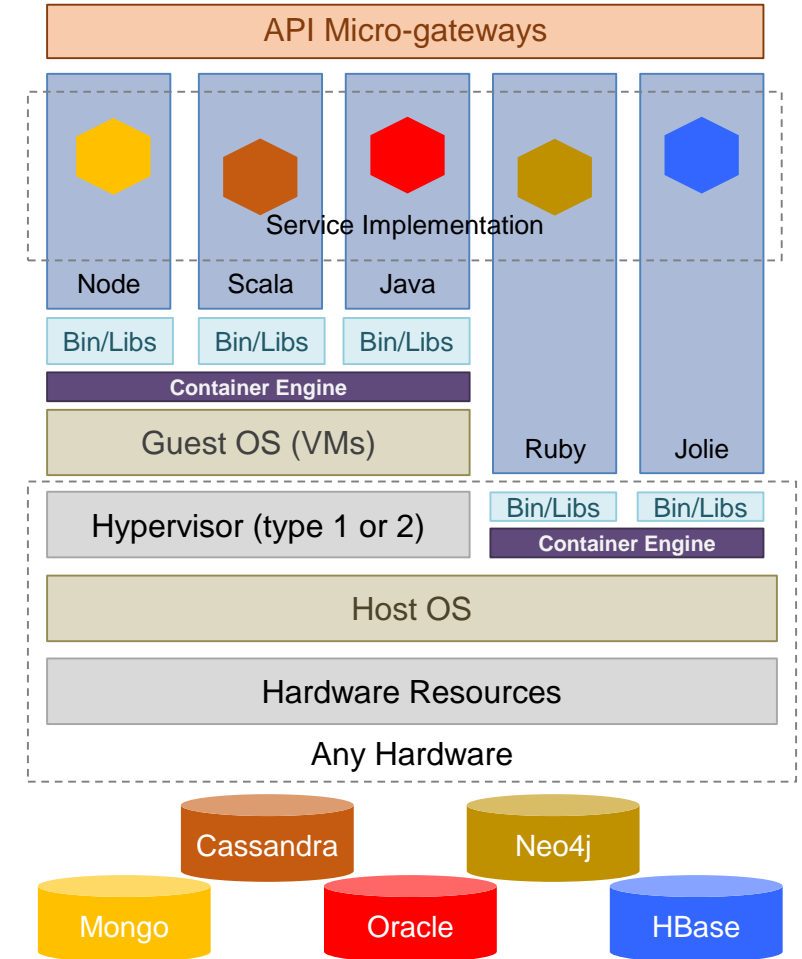 API Micro-gateways
Service Implementation
Node
Scala
Java
Bin/Libs
Bin/Libs
Bin/Libs
Container Engine
Guest OS (VMs)
Ruby
Jolie
Hypervisor (type 1 or 2)
Bin/Libs
Bin/Libs
Container Engine
Host OS
Hardware Resources
Any Hardware
Cassandra
Neo4j
Mongo
Oracle
HBase